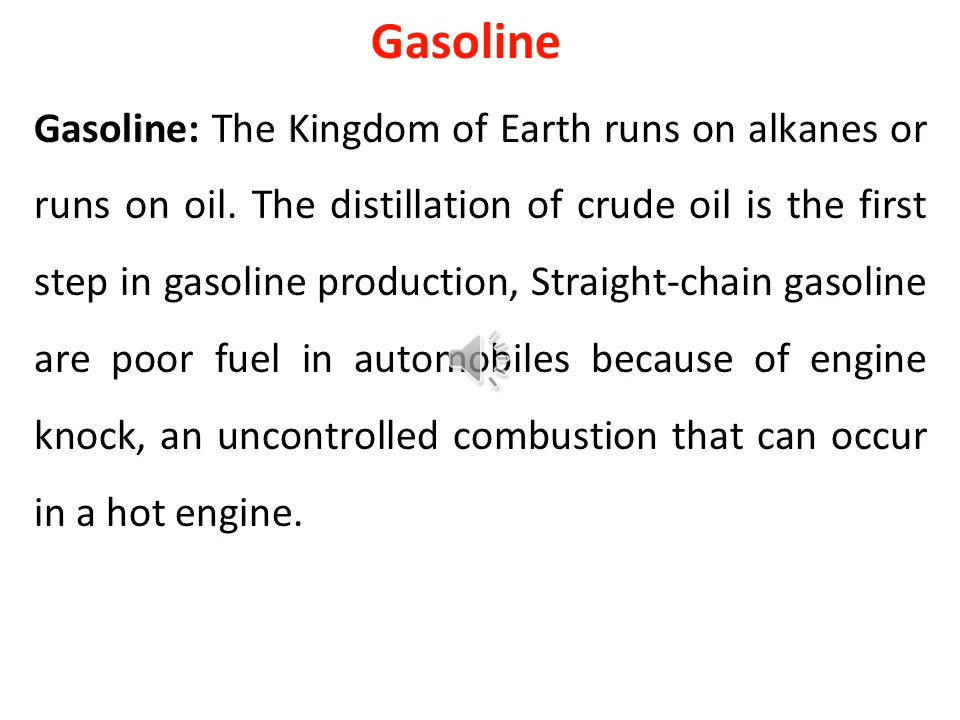 Gasoline
Gasoline: The Kingdom of Earth runs on alkanes or
runs on oil. The distillation of crude oil is the first
step in gasoline production, Straight-chain gasoline
are poor fuel in automobiles because of engine
knock, an uncontrolled combustion that can occur
in a hot engine.